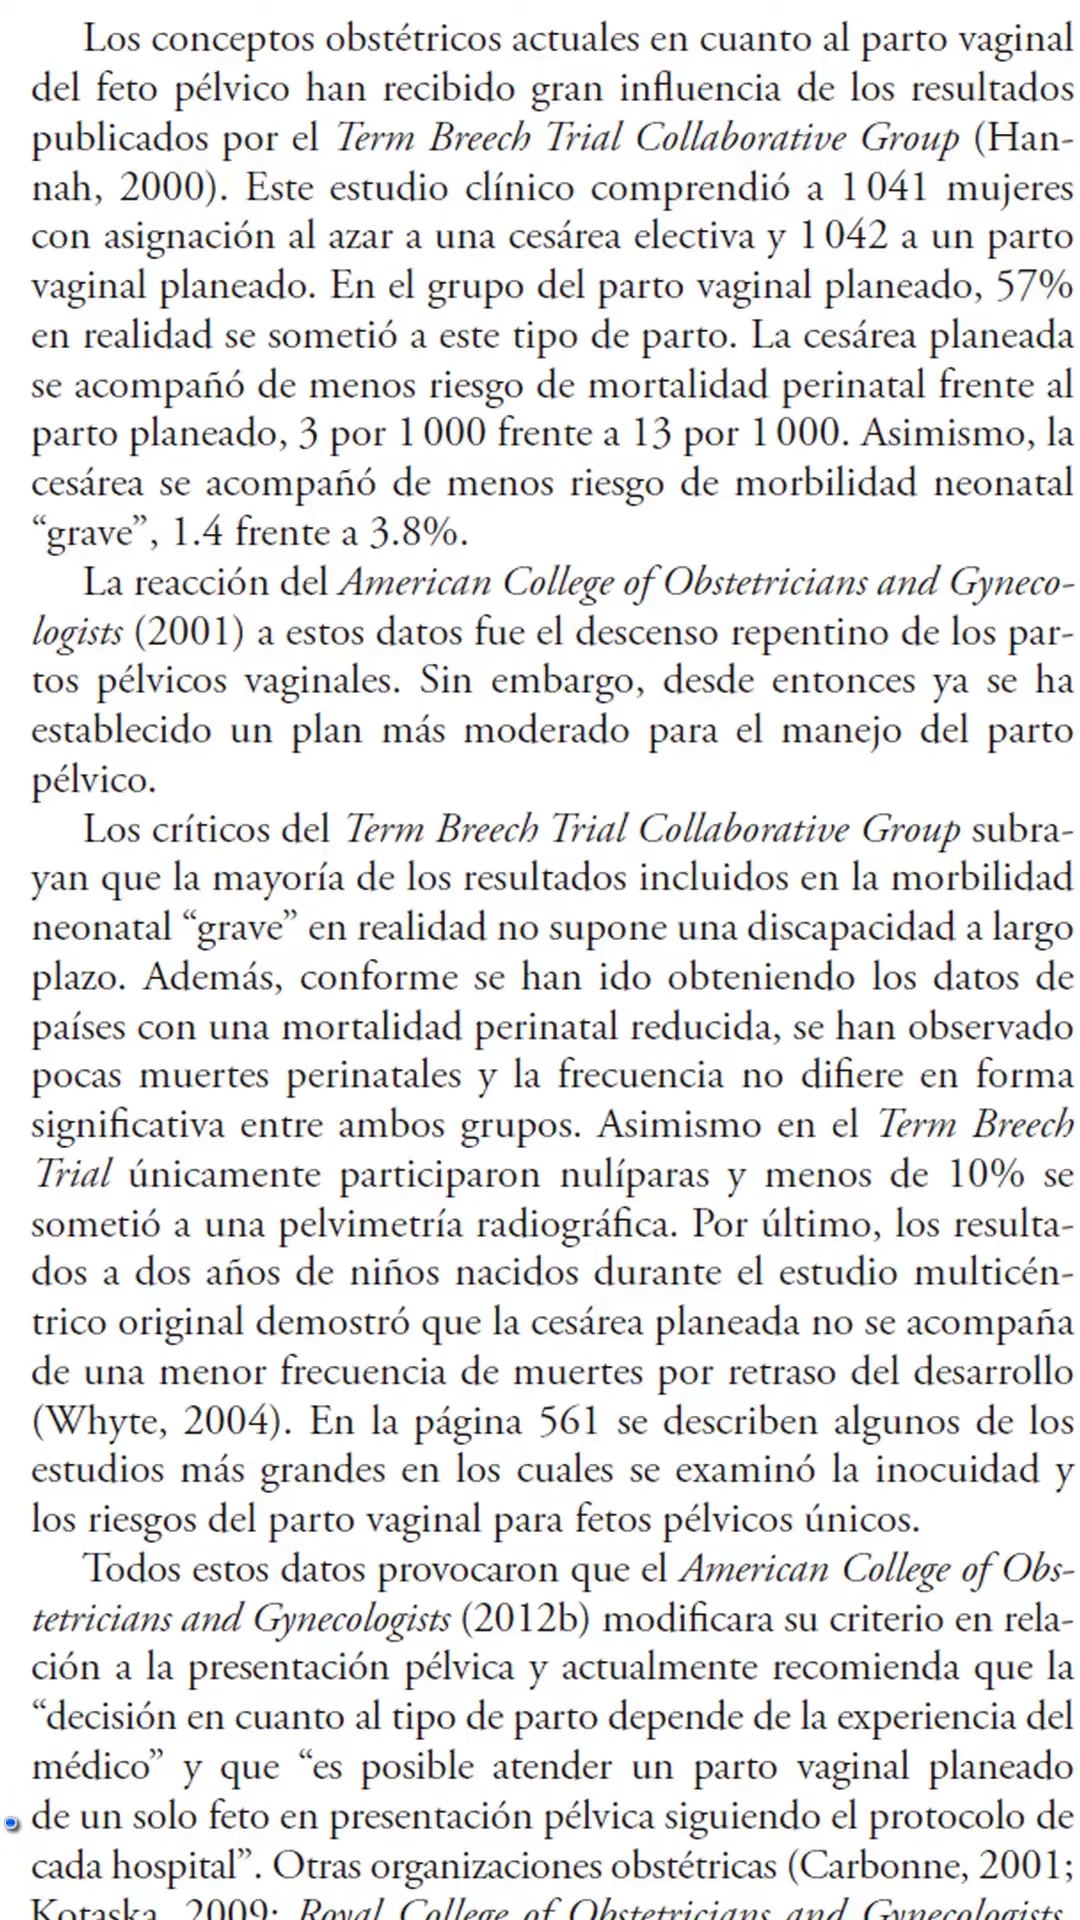 Los conceptos obstétricos actuales en cuanto al parto vaginal
del feto pélvico han recibido gran influencia de los resultados
publicados por el Term Breech Trial Collaborative Group (Han-
nah, 2000). Este estudio clínico comprendió a 1 041 mujeres
con asignación al azar a una cesárea electiva y 1 042 a un parto
vaginal planeado. En el grupo del parto vaginal planeado, 57%
en realidad se sometió a este tipo de parto. La cesárea planeada
se acompañó de menos riesgo de mortalidad perinatal frente al
parto planeado, 3 por 1 000 frente a 13 por 1 000. Asimismo, la
cesárea se acompañó de menos riesgo de morbilidad neonatal
“grave”, 1.4 frente a 3.8%.
La reacción del American College of Obstetricians and Gyneco-
logists (2001) a estos datos fue el descenso repentino de los par-
tos pélvicos vaginales. Sin embargo, desde entonces ya se ha
establecido un plan más moderado para el manejo del parto
pélvico.
Los críticos del Term Breech Trial Collaborative Group subra-
yan que la mayoría de los resultados incluidos en la morbilidad
neonatal “grave” en realidad no supone una discapacidad a largo
plazo. Además, conforme se han ido obteniendo los datos de
países con una mortalidad perinatal reducida, se han observado
pocas muertes perinatales y la frecuencia no difiere en forma
significativa entre ambos grupos. Asimismo en el Term Breech
Trial únicamente participaron nulíparas y menos de 10% se
sometió a una pelvimetría radiográfica. Por último, los resulta-
dos a dos años de niños nacidos durante el estudio multicén-
trico original demostró que la cesárea planeada no se acompaña
de una menor frecuencia de muertes por retraso del desarrollo
(Whyte, 2004). En la página 561 se describen algunos de los
estudios más grandes en los cuales se examinó la inocuidad y
los riesgos del parto vaginal para fetos pélvicos únicos.
Todos estos datos provocaron que el American College of Obs-
tetricians and Gynecologists (2012b) modificara su criterio en rela-
ción a la presentación pélvica y actualmente recomienda que la
“decisión en cuanto al tipo de parto depende de la experiencia del
médico” y que “es posible atender un parto vaginal planeado
de un solo feto en presentación pélvica siguiendo el protocolo de
cada hospital”. Otras organizaciones obstétricas (Carbonne, 2001;
Kotaska, 2009; Royal College of Obstetricians and Gynecologists,